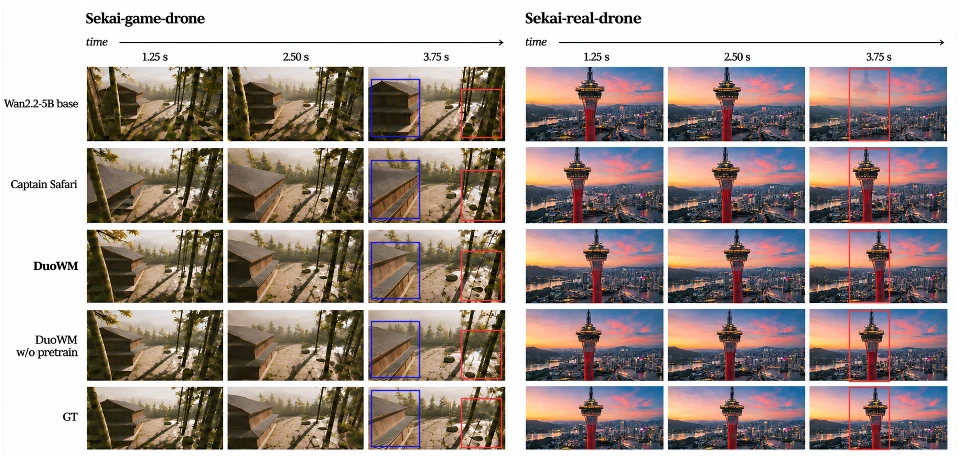 Sekai-game-drone
time
1.25 s
2.50 s
3.75 s
Sekai-real-drone
time
1.25 s
2.50 s
3.75 s
Wan2.2-5B base
Captain Safari
DuoWM
DuoWM
w/o pretrain
GT